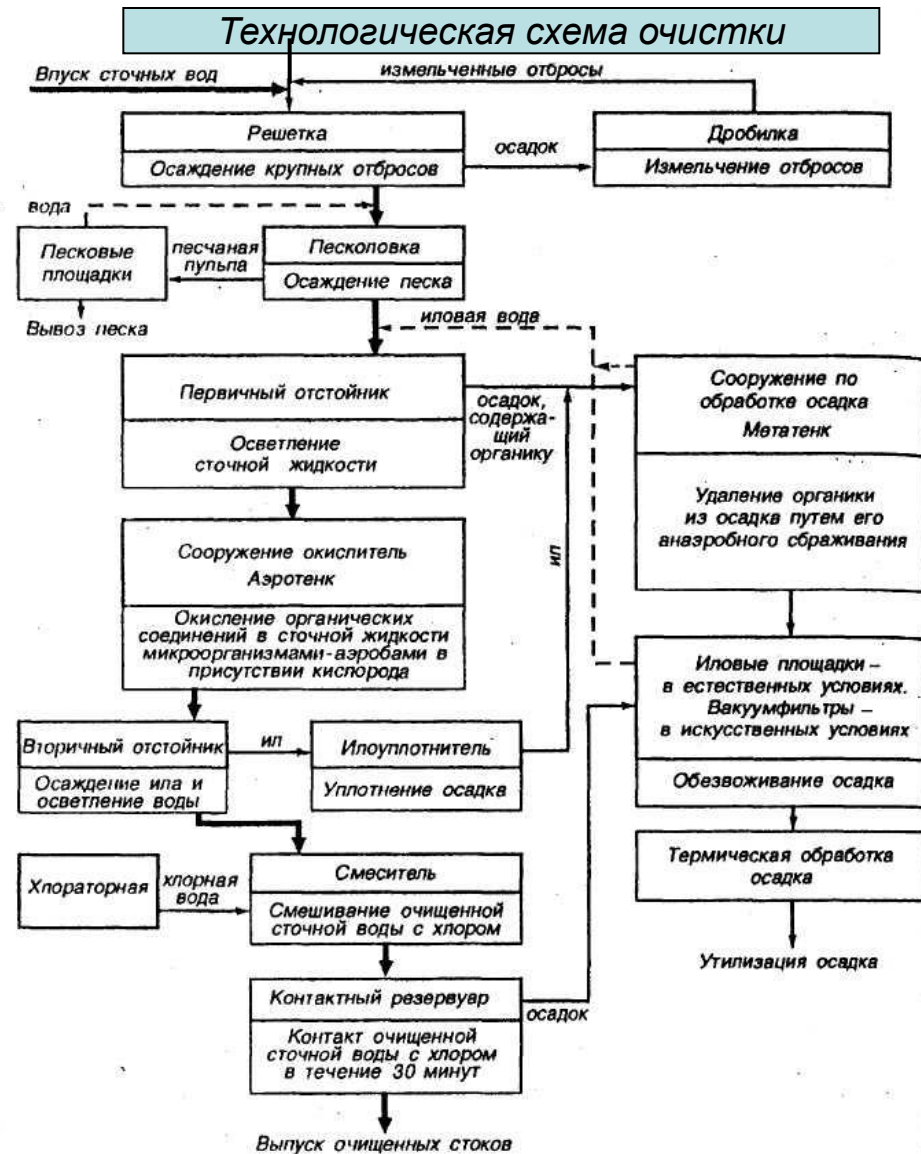 Технологическая схема очистки
Впуск сточных вод
измельченные отбросы
Решетка
Осаждение крупных отбросов
осадок
Дробилка
Измельчение отбросов
вода
Песковые
площадки
песчаная
пульпа
Песколовка
Осаждение песка
Вывоз песка
иловая вода
Первичный отстойник
Осветление
сточной жидкости
осадок,
содержа-
щий
органику
Сооружение по
обработке осадка
Метатенк
Удаление органики
из осадка путем его
анаэробного сбраживания
Сооружение окислитель
Аэротенк
Окисление органических
соединений в сточной жидкости
микроорганизмами-аэробами в
присутствии кислорода
ил
Иловые площадки –
в естественных условиях.
Вакуумфильтры –
в искусственных условиях
Обезвоживание осадка
Вторичный отстойник
Осаждение ила и
осветление воды
ил
Илоуплотнитель
Уплотнение осадка
Термическая обработка
осадка
Утилизация осадка
Хлораторная
хлорная
вода
Смеситель
Смешивание очищенной
сточной воды с хлором
Контактный резервуар
Контакт очищенной
сточной воды с хлором
в течение 30 минут
осадок
Выпуск очищенных стоков